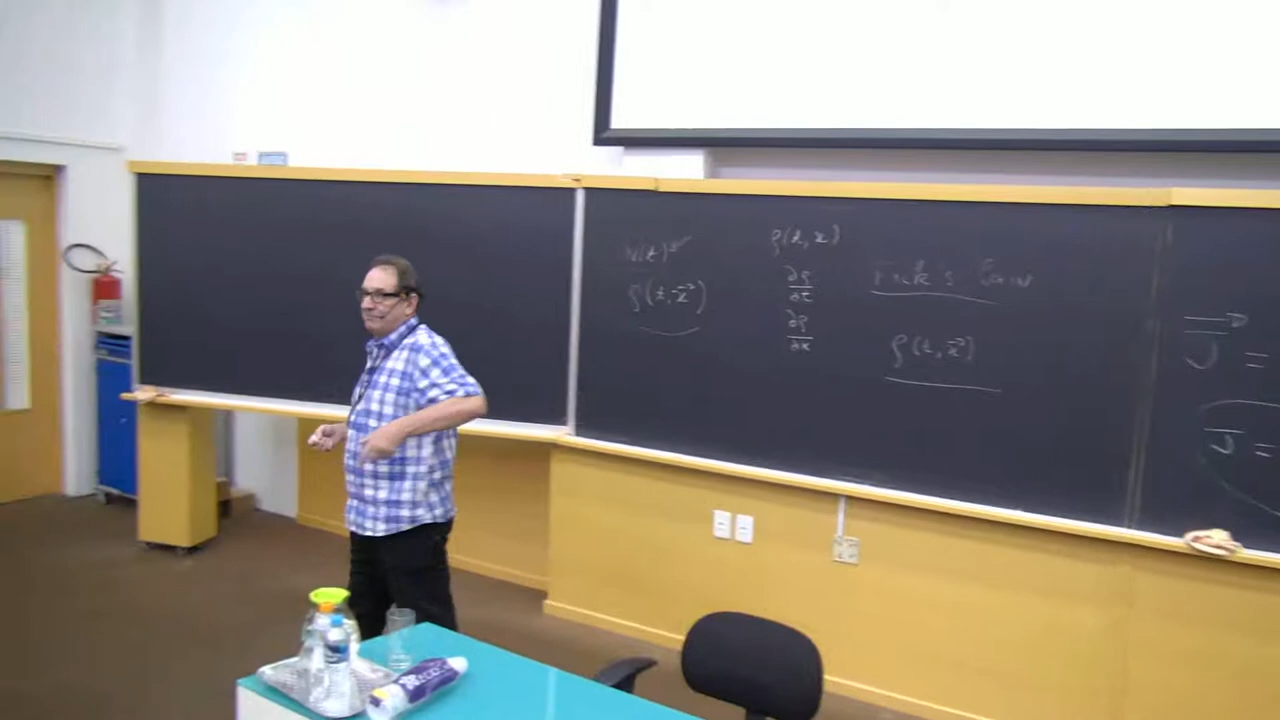 N(t)
ρ(t, x⃗)
ρ(t, x)
∂ρ
∂t
∂ρ
∂x
Fick's Law
ρ(t, x⃗)
J⃗ =
J =